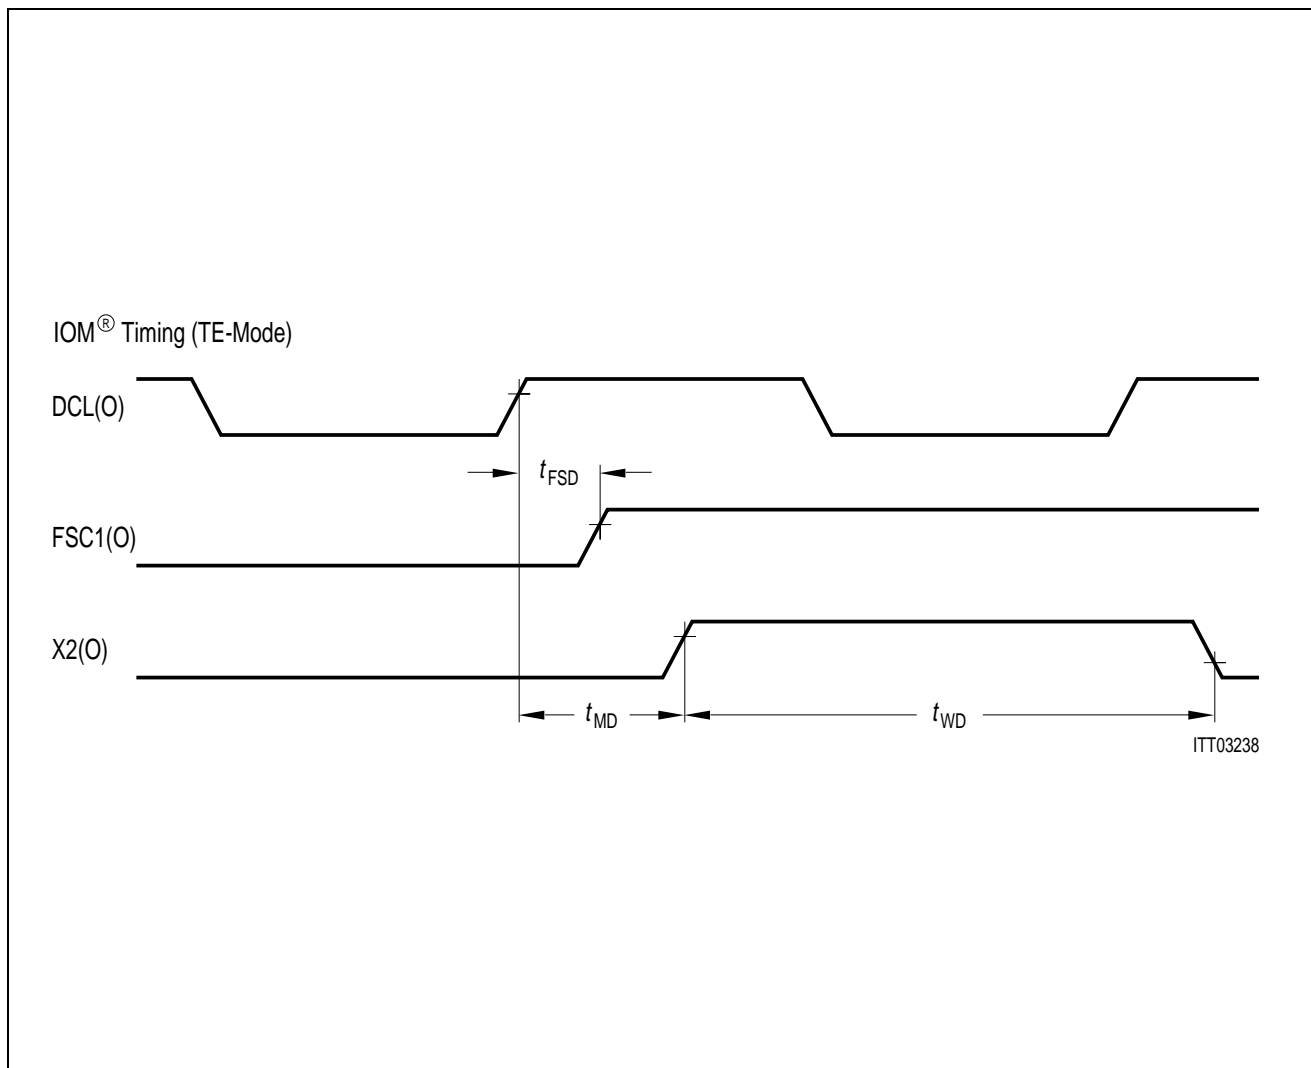 IOM® Timing (TE-Mode)
DCL(O)
tFSD
FSC1(O)
X2(O)
tMD tWD
ITT03238